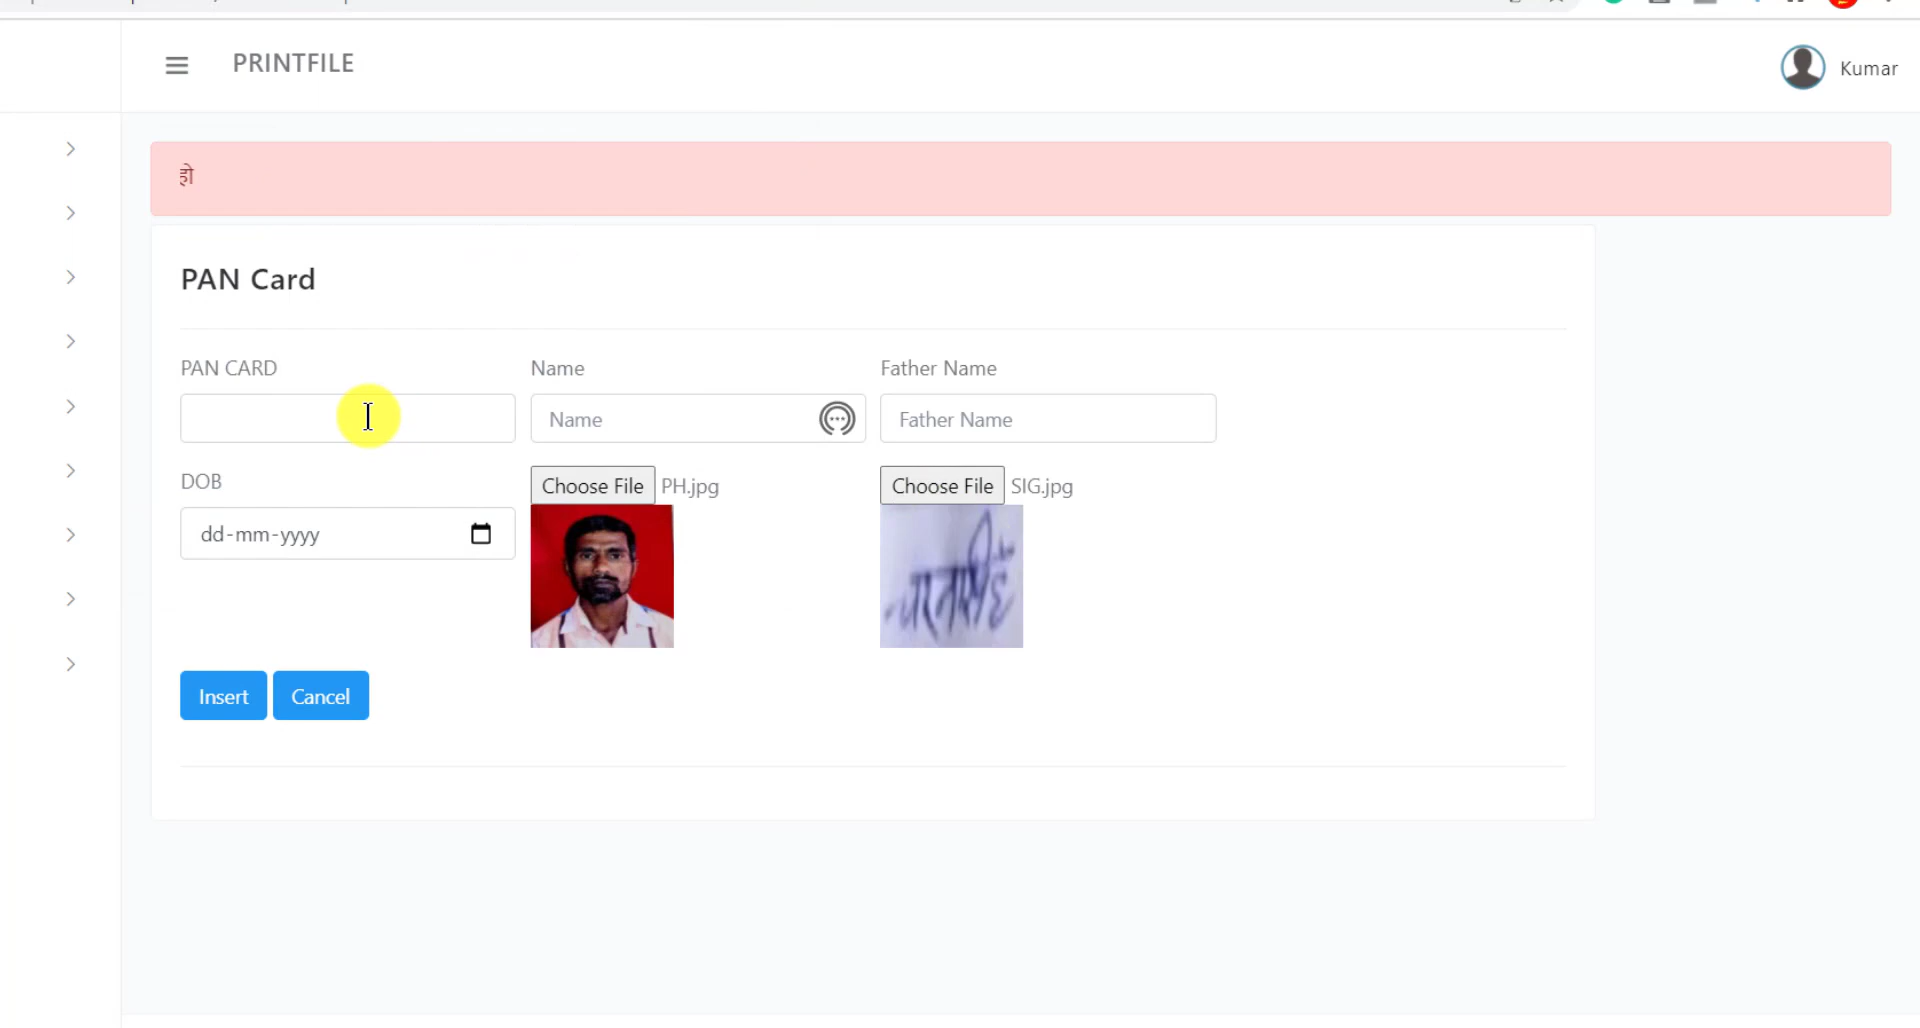 PRINTFILE
Kumar
हो
PAN Card
PAN CARD
Name
Father Name
Name
Father Name
DOB
Choose File PH.jpg
Choose File SIG.jpg
dd-mm-yyyy
Insert
Cancel